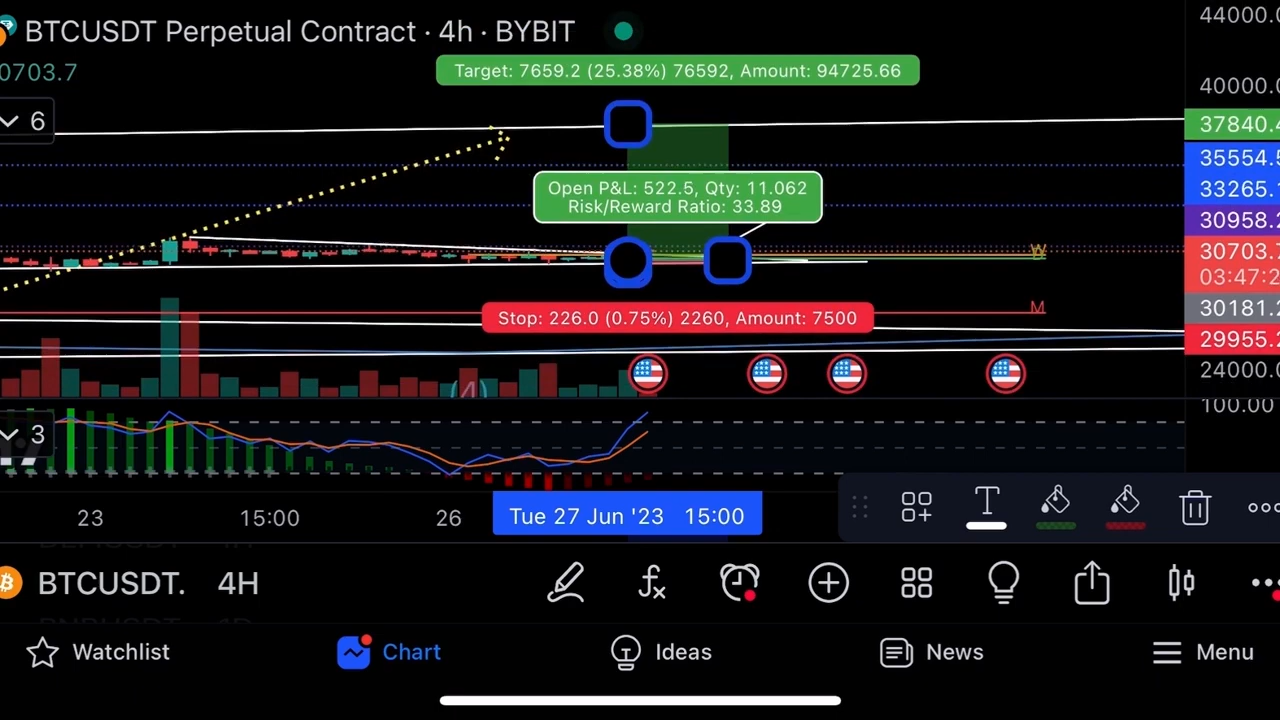 BTCUSDT Perpetual Contract · 4h · BYBIT
0703.7
6
Target: 7659.2 (25.38%) 76592, Amount: 94725.66
Open P&L: 522.5, Qty: 11.062
Risk/Reward Ratio: 33.89
Stop: 226.0 (0.75%) 2260, Amount: 7500
W
M
(4)
44000.
40000.0
37840.4
35554.5
33265.1
30958.2
30703.2
03:47:2
30181.2
29955.2
24000.0
100.00
3
23
15:00
26
Tue 27 Jun '23 15:00
T
BTCUSDT. 4H
Watchlist
Chart
Ideas
News
Menu